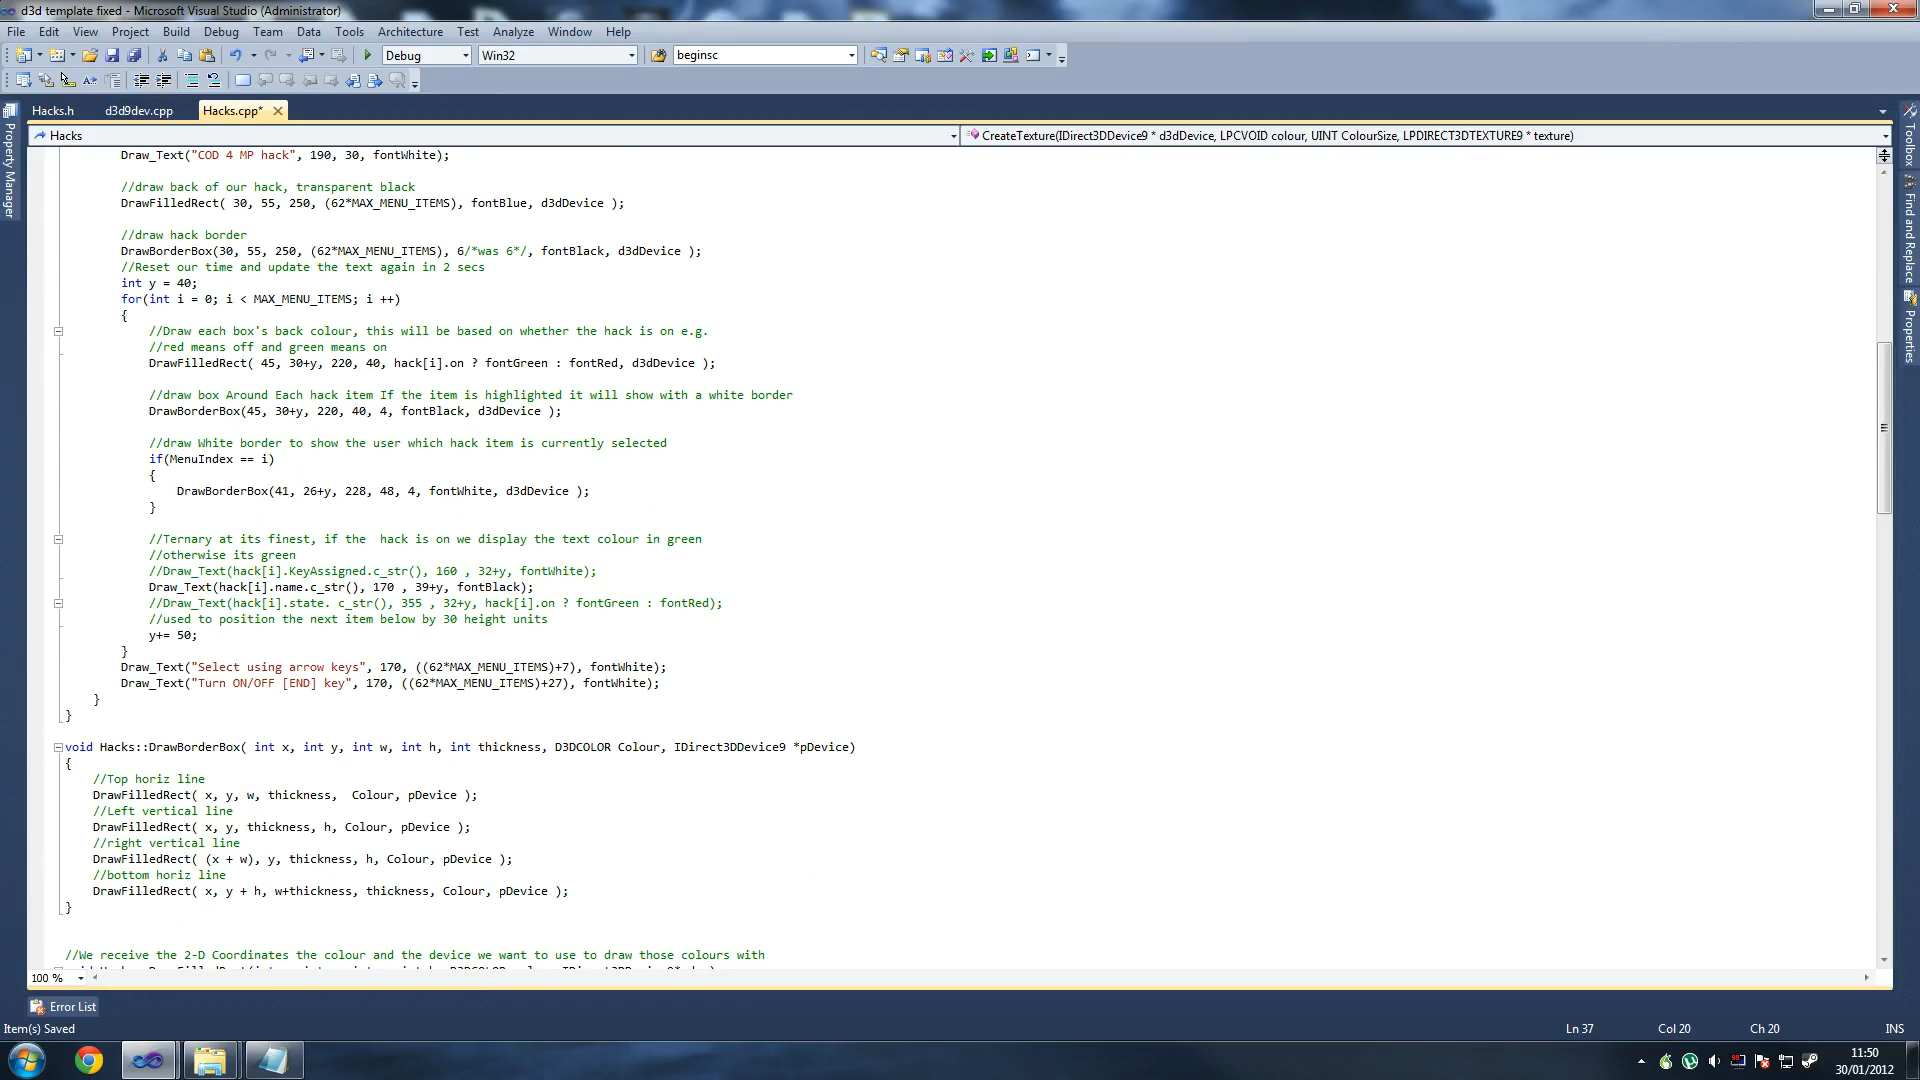 d3d template fixed - Microsoft Visual Studio (Administrator)
File Edit View Project Build Debug Team Data Tools Architecture Test Analyze Window Help
Debug Win32 beginsc
Hacks.h d3d9dev.cpp Hacks.cpp*
Hacks CreateTexture(IDirect3DDevice9 * d3dDevice, LPCVOID colour, UINT ColourSize, LPDIRECT3DTEXTURE9 * texture)
Property Manager
Toolbox
Find and Replace
Properties
Draw_Text("COD 4 MP hack", 190, 30, fontWhite);
//draw back of our hack, transparent black
DrawFilledRect( 30, 55, 250, (62*MAX_MENU_ITEMS), fontBlue, d3dDevice );
//draw hack border
DrawBorderBox(30, 55, 250, (62*MAX_MENU_ITEMS), 6/*was 6*/, fontBlack, d3dDevice );
//Reset our time and update the text again in 2 secs
int y = 40;
for(int i = 0; i < MAX_MENU_ITEMS; i ++)
{
//Draw each box's back colour, this will be based on whether the hack is on e.g.
//red means off and green means on
DrawFilledRect( 45, 30+y, 220, 40, hack[i].on ? fontGreen : fontRed, d3dDevice );
//draw box Around Each hack item If the item is highlighted it will show with a white border
DrawBorderBox(45, 30+y, 220, 40, 4, fontBlack, d3dDevice );
//draw White border to show the user which hack item is currently selected
if(MenuIndex == i)
{
DrawBorderBox(41, 26+y, 228, 48, 4, fontWhite, d3dDevice );
}
//Ternary at its finest, if the  hack is on we display the text colour in green
//otherwise its green
//Draw_Text(hack[i].KeyAssigned.c_str(), 160 , 32+y, fontWhite);
Draw_Text(hack[i].name.c_str(), 170 , 39+y, fontBlack);
//Draw_Text(hack[i].state. c_str(), 355 , 32+y, hack[i].on ? fontGreen : fontRed);
//used to position the next item below by 30 height units
y+= 50;
}
Draw_Text("Select using arrow keys", 170, ((62*MAX_MENU_ITEMS)+7), fontWhite);
Draw_Text("Turn ON/OFF [END] key", 170, ((62*MAX_MENU_ITEMS)+27), fontWhite);
}
}
void Hacks::DrawBorderBox( int x, int y, int w, int h, int thickness, D3DCOLOR Colour, IDirect3DDevice9 *pDevice)
{
//Top horiz line
DrawFilledRect( x, y, w, thickness,  Colour, pDevice );
//Left vertical line
DrawFilledRect( x, y, thickness, h, Colour, pDevice );
//right vertical line
DrawFilledRect( (x + w), y, thickness, h, Colour, pDevice );
//bottom horiz line
DrawFilledRect( x, y + h, w+thickness, thickness, Colour, pDevice );
}
//We receive the 2-D Coordinates the colour and the device we want to use to draw those colours with
100 %
Error List
Item(s) Saved Ln 37 Col 20 Ch 20 INS
11:50
30/01/2012